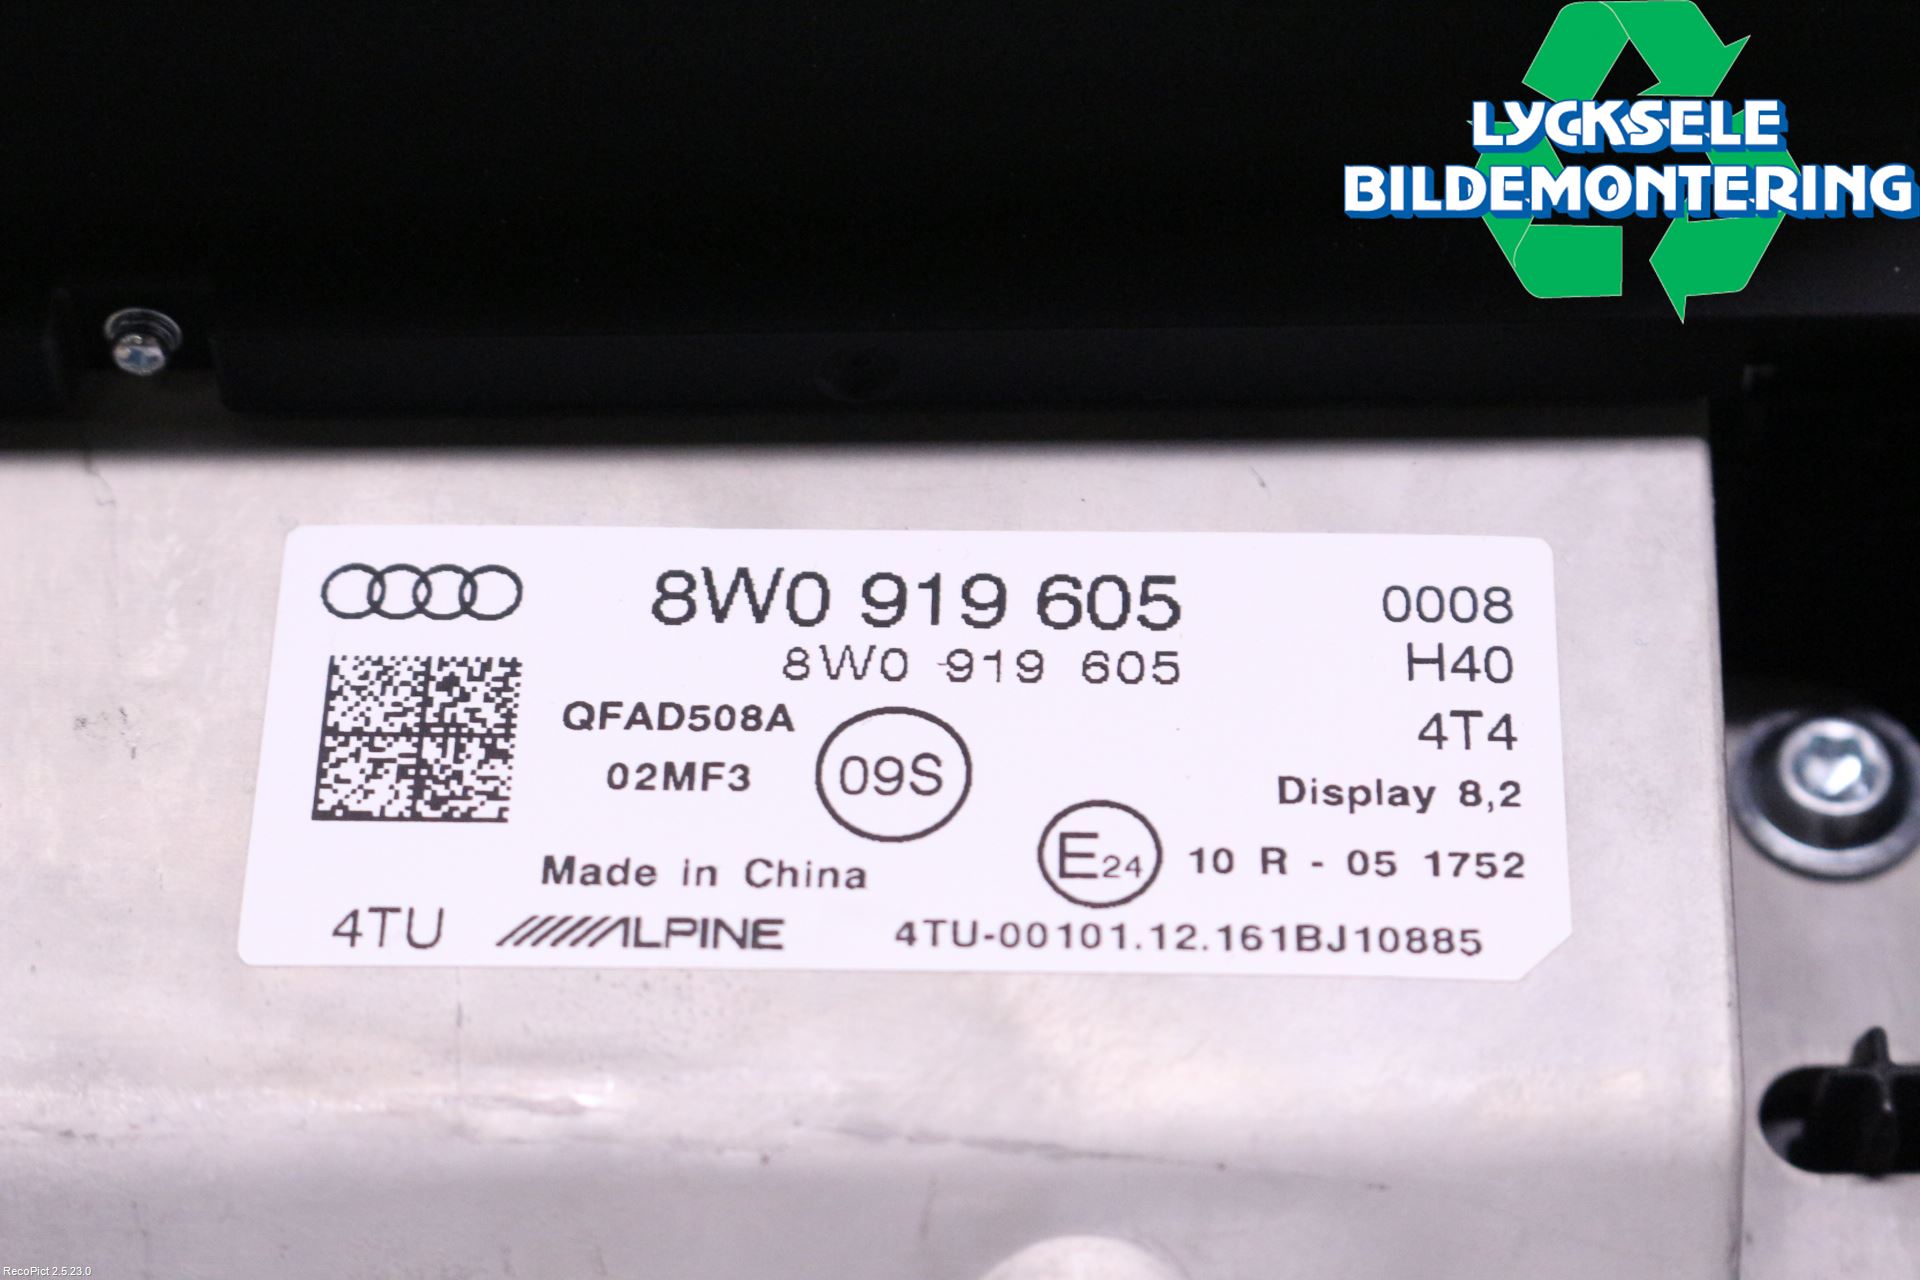 LYCKSELE
BILDEMONTERING
8W0 919 605 0008
8W0 919 605 H40
QFAD508A 09S 4T4
02MF3 Display 8,2
Made in China E24 10 R - 05 1752
4TU ALPINE 4TU-00101.12.161BJ10885
RecoPict 2.5.23.0